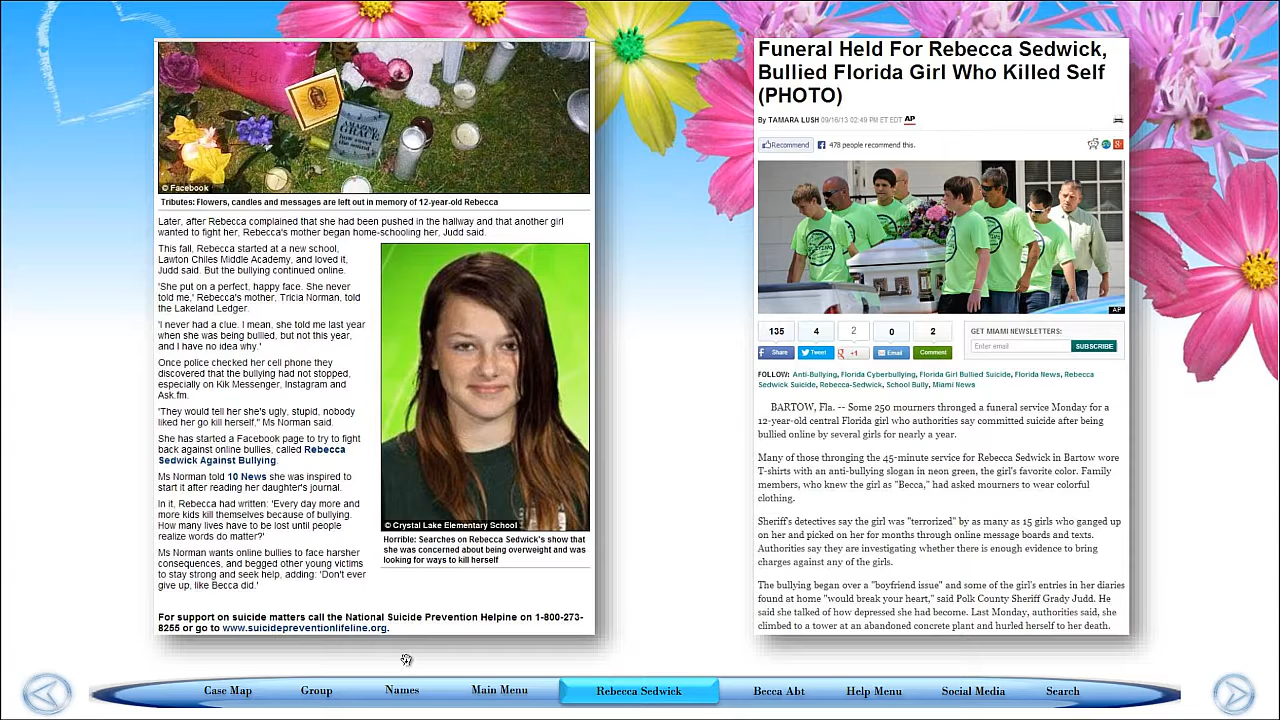 © Facebook
Tributes: Flowers, candles and messages are left out in memory of 12-year-old Rebecca
Later, after Rebecca complained that she had been pushed in the hallway and that another girl
wanted to fight her, Rebecca's mother began home-schooling her, Judd said.
This fall, Rebecca started at a new school,
Lawton Chiles Middle Academy, and loved it,
Judd said. But the bullying continued online.
'She put on a perfect, happy face. She never
told me,' Rebecca's mother, Tricia Norman, told
the Lakeland Ledger.
'I never had a clue. I mean, she told me last year
when she was being bullied, but not this year,
and I have no idea why.'
Once police checked her cell phone they
discovered that the bullying had not stopped,
especially on Kik Messenger, Instagram and
Ask.fm.
'They would tell her she's ugly, stupid, nobody
liked her go kill herself," Ms Norman said.
She has started a Facebook page to try to fight
back against online bullies, called Rebecca
Sedwick Against Bullying.
Ms Norman told 10 News she was inspired to
start it after reading her daughter's journal.
In it, Rebecca had written: 'Every day more and
more kids kill themselves because of bullying.
How many lives have to be lost until people
realize words do matter?'
Ms Norman wants online bullies to face harsher
consequences, and begged other young victims
to stay strong and seek help, adding: 'Don't ever
give up, like Becca did.'
© Crystal Lake Elementary School
Horrible: Searches on Rebecca Sedwick's show that
she was concerned about being overweight and was
looking for ways to kill herself
For support on suicide matters call the National Suicide Prevention Helpine on 1-800-273-
8255 or go to www.suicidepreventionlifeline.org.
Funeral Held For Rebecca Sedwick,
Bullied Florida Girl Who Killed Self
(PHOTO)
By TAMARA LUSH 09/16/13 02:49 PM ET EDT AP
Recommend 478 people recommend this.
AP
135 4 2 0 2
Share Tweet +1 Email Comment
GET MIAMI NEWSLETTERS:
Enter email SUBSCRIBE
FOLLOW: Anti-Bullying, Florida Cyberbullying, Florida Girl Bullied Suicide, Florida News, Rebecca
Sedwick Suicide, Rebecca-Sedwick, School Bully, Miami News
BARTOW, Fla. -- Some 250 mourners thronged a funeral service Monday for a
12-year-old central Florida girl who authorities say committed suicide after being
bullied online by several girls for nearly a year.
Many of those thronging the 45-minute service for Rebecca Sedwick in Bartow wore
T-shirts with an anti-bullying slogan in neon green, the girl's favorite color. Family
members, who knew the girl as "Becca," had asked mourners to wear colorful
clothing.
Sheriff's detectives say the girl was "terrorized" by as many as 15 girls who ganged up
on her and picked on her for months through online message boards and texts.
Authorities say they are investigating whether there is enough evidence to bring
charges against any of the girls.
The bullying began over a "boyfriend issue" and some of the girl's entries in her diaries
found at home "would break your heart," said Polk County Sheriff Grady Judd. He
said she talked of how depressed she had become. Last Monday, authorities said, she
climbed to a tower at an abandoned concrete plant and hurled herself to her death.
Case Map Group Names Main Menu Rebecca Sedwick Becca Abt Help Menu Social Media Search